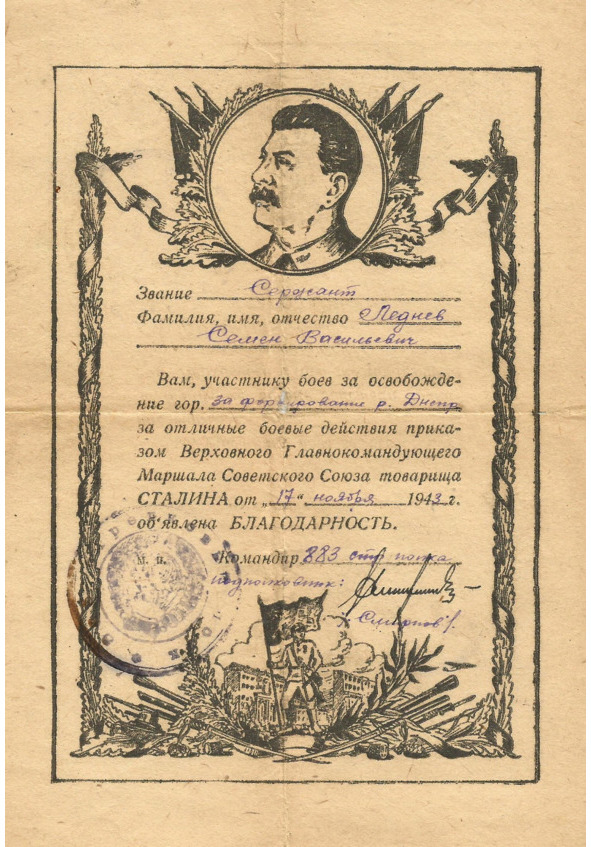 Звание Сержант
Фамилия, имя, отчество Леднев
Семен Васильевич
Вам, участнику боев за освобожде-
ние гор. за форсирование р. Днепр
за отличные боевые действия прика-
зом Верховного Главнокомандующего
Маршала Советского Союза товарища
СТАЛИНА от „17“ ноября 1943 г.
об'явлена БЛАГОДАРНОСТЬ.
М. П. Командир 883 стр полка
подполковник:
/Смирнов/